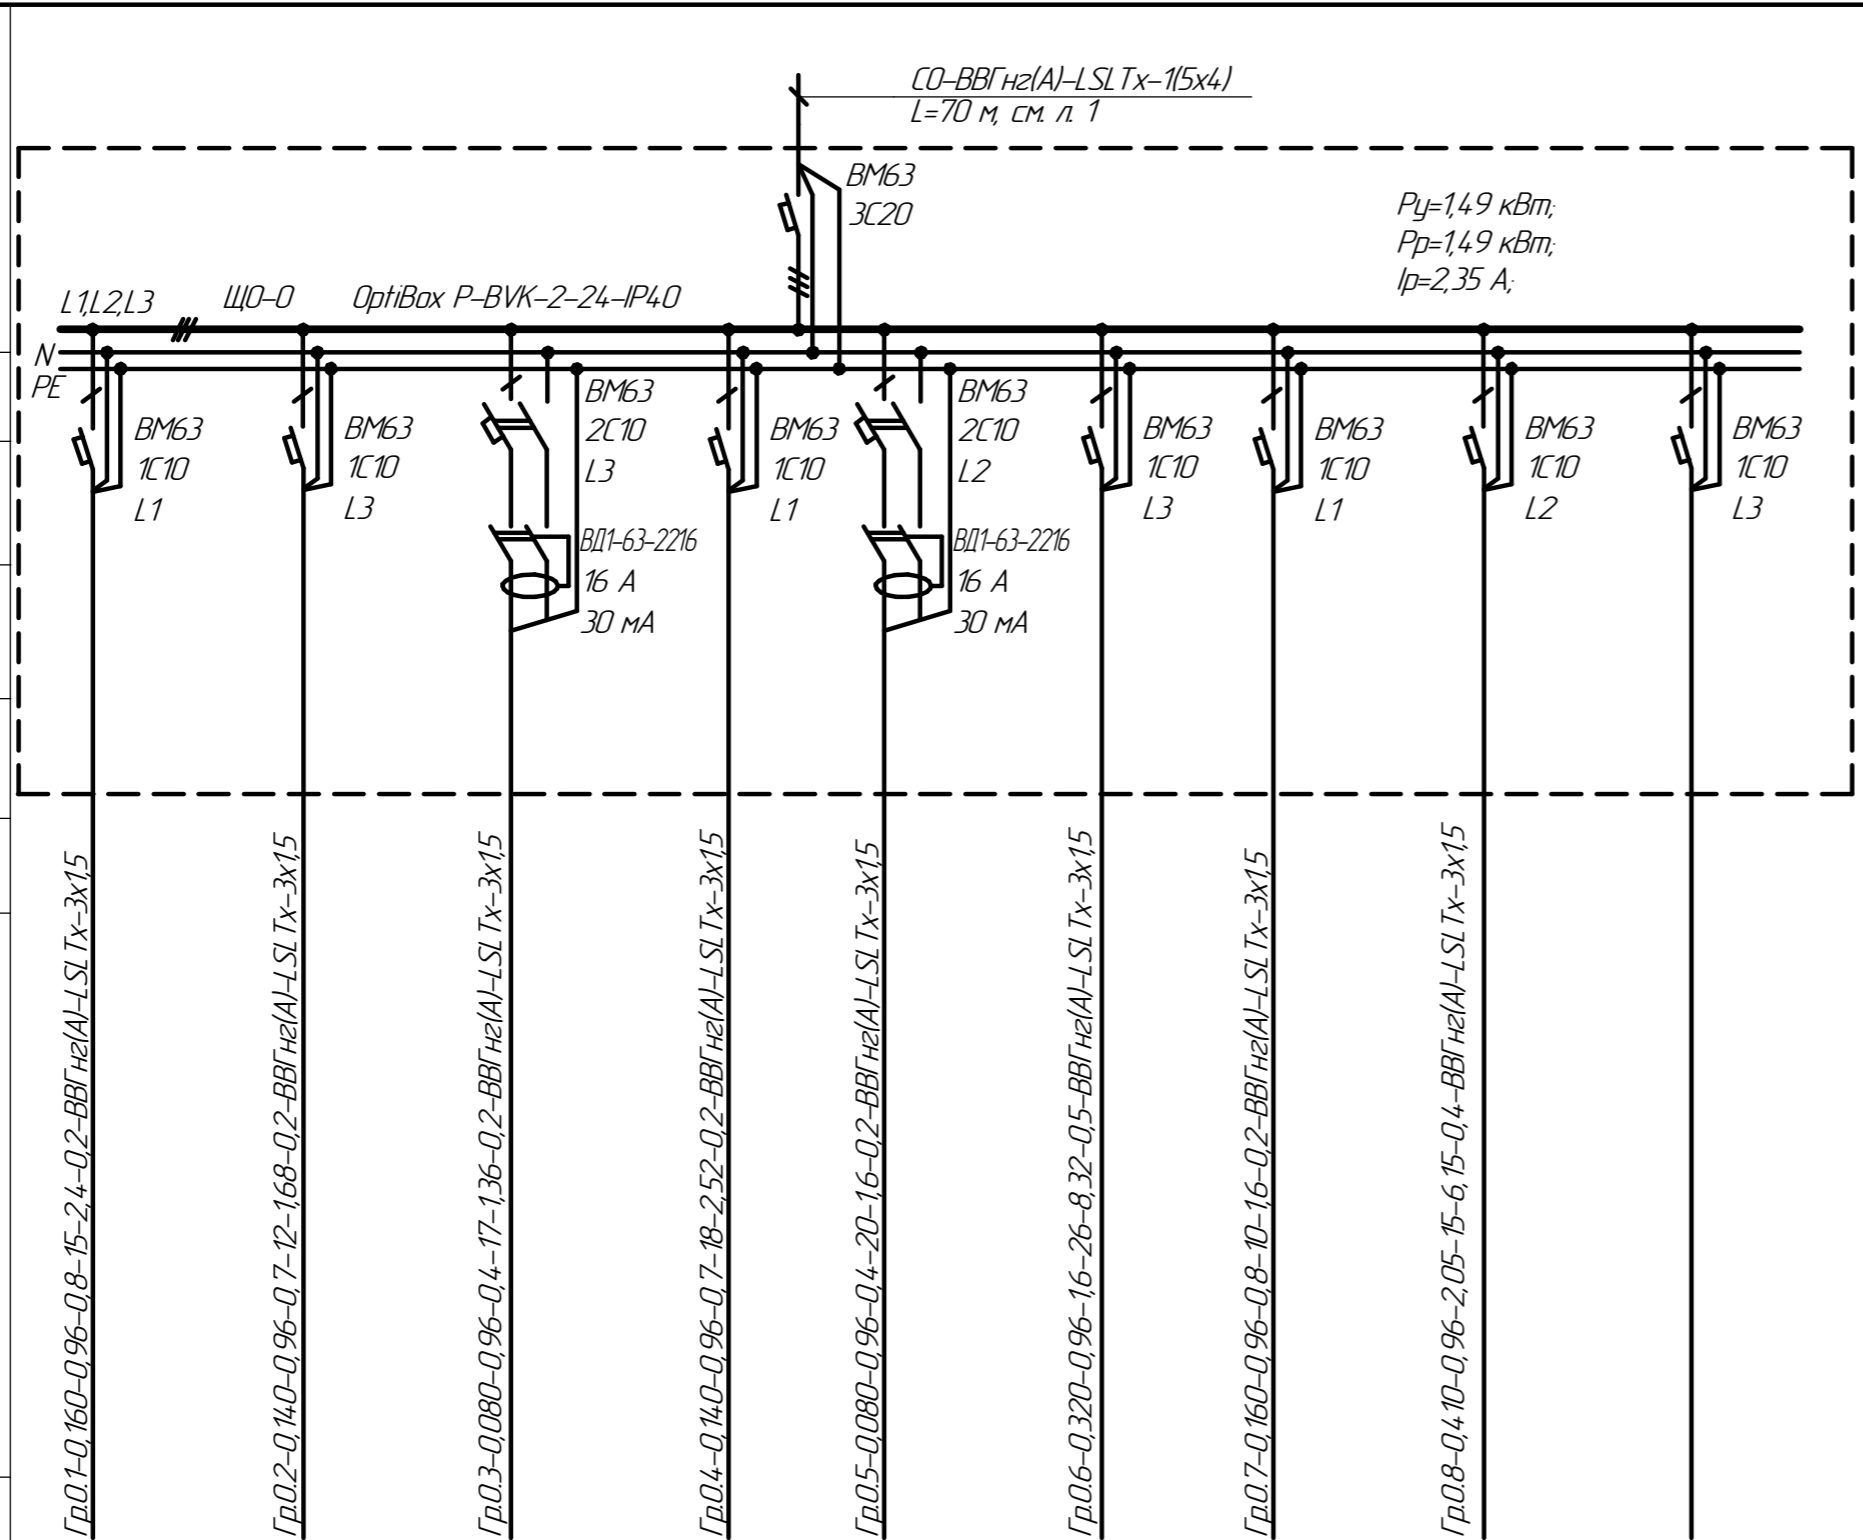 СО-ВВГнг(А)-LSLTx-1(5x4)
L=70 м, см. л. 1
ВМ63
3С20
Ру=1,49 кВт;
Рр=1,49 кВт;
Iр=2,35 А;
L1,L2,L3
ЩО-0
OptiBox P-BVK-2-24-IP40
N
PE
ВМ63
1С10
L1
ВМ63
1С10
L3
ВМ63
2С10
L3
ВД1-63-2216
16 А
30 мА
ВМ63
1С10
L1
ВМ63
2С10
L2
ВД1-63-2216
16 А
30 мА
ВМ63
1С10
L3
ВМ63
1С10
L1
ВМ63
1С10
L2
ВМ63
1С10
L3
Гр.0.1-0,160-0,96-0,8-15-2,4-0,2-ВВГнг(А)-LSLTx-3x1,5
Гр.0.2-0,140-0,96-0,7-12-1,68-0,2-ВВГнг(А)-LSLTx-3x1,5
Гр.0.3-0,080-0,96-0,4-17-1,36-0,2-ВВГнг(А)-LSLTx-3x1,5
Гр.0.4-0,140-0,96-0,7-18-2,52-0,2-ВВГнг(А)-LSLTx-3x1,5
Гр.0.5-0,080-0,96-0,4-20-1,6-0,2-ВВГнг(А)-LSLTx-3x1,5
Гр.0.6-0,320-0,96-1,6-26-8,32-0,5-ВВГнг(А)-LSLTx-3x1,5
Гр.0.7-0,160-0,96-0,8-10-1,6-0,2-ВВГнг(А)-LSLTx-3x1,5
Гр.0.8-0,410-0,96-2,05-15-6,15-0,4-ВВГнг(А)-LSLTx-3x1,5